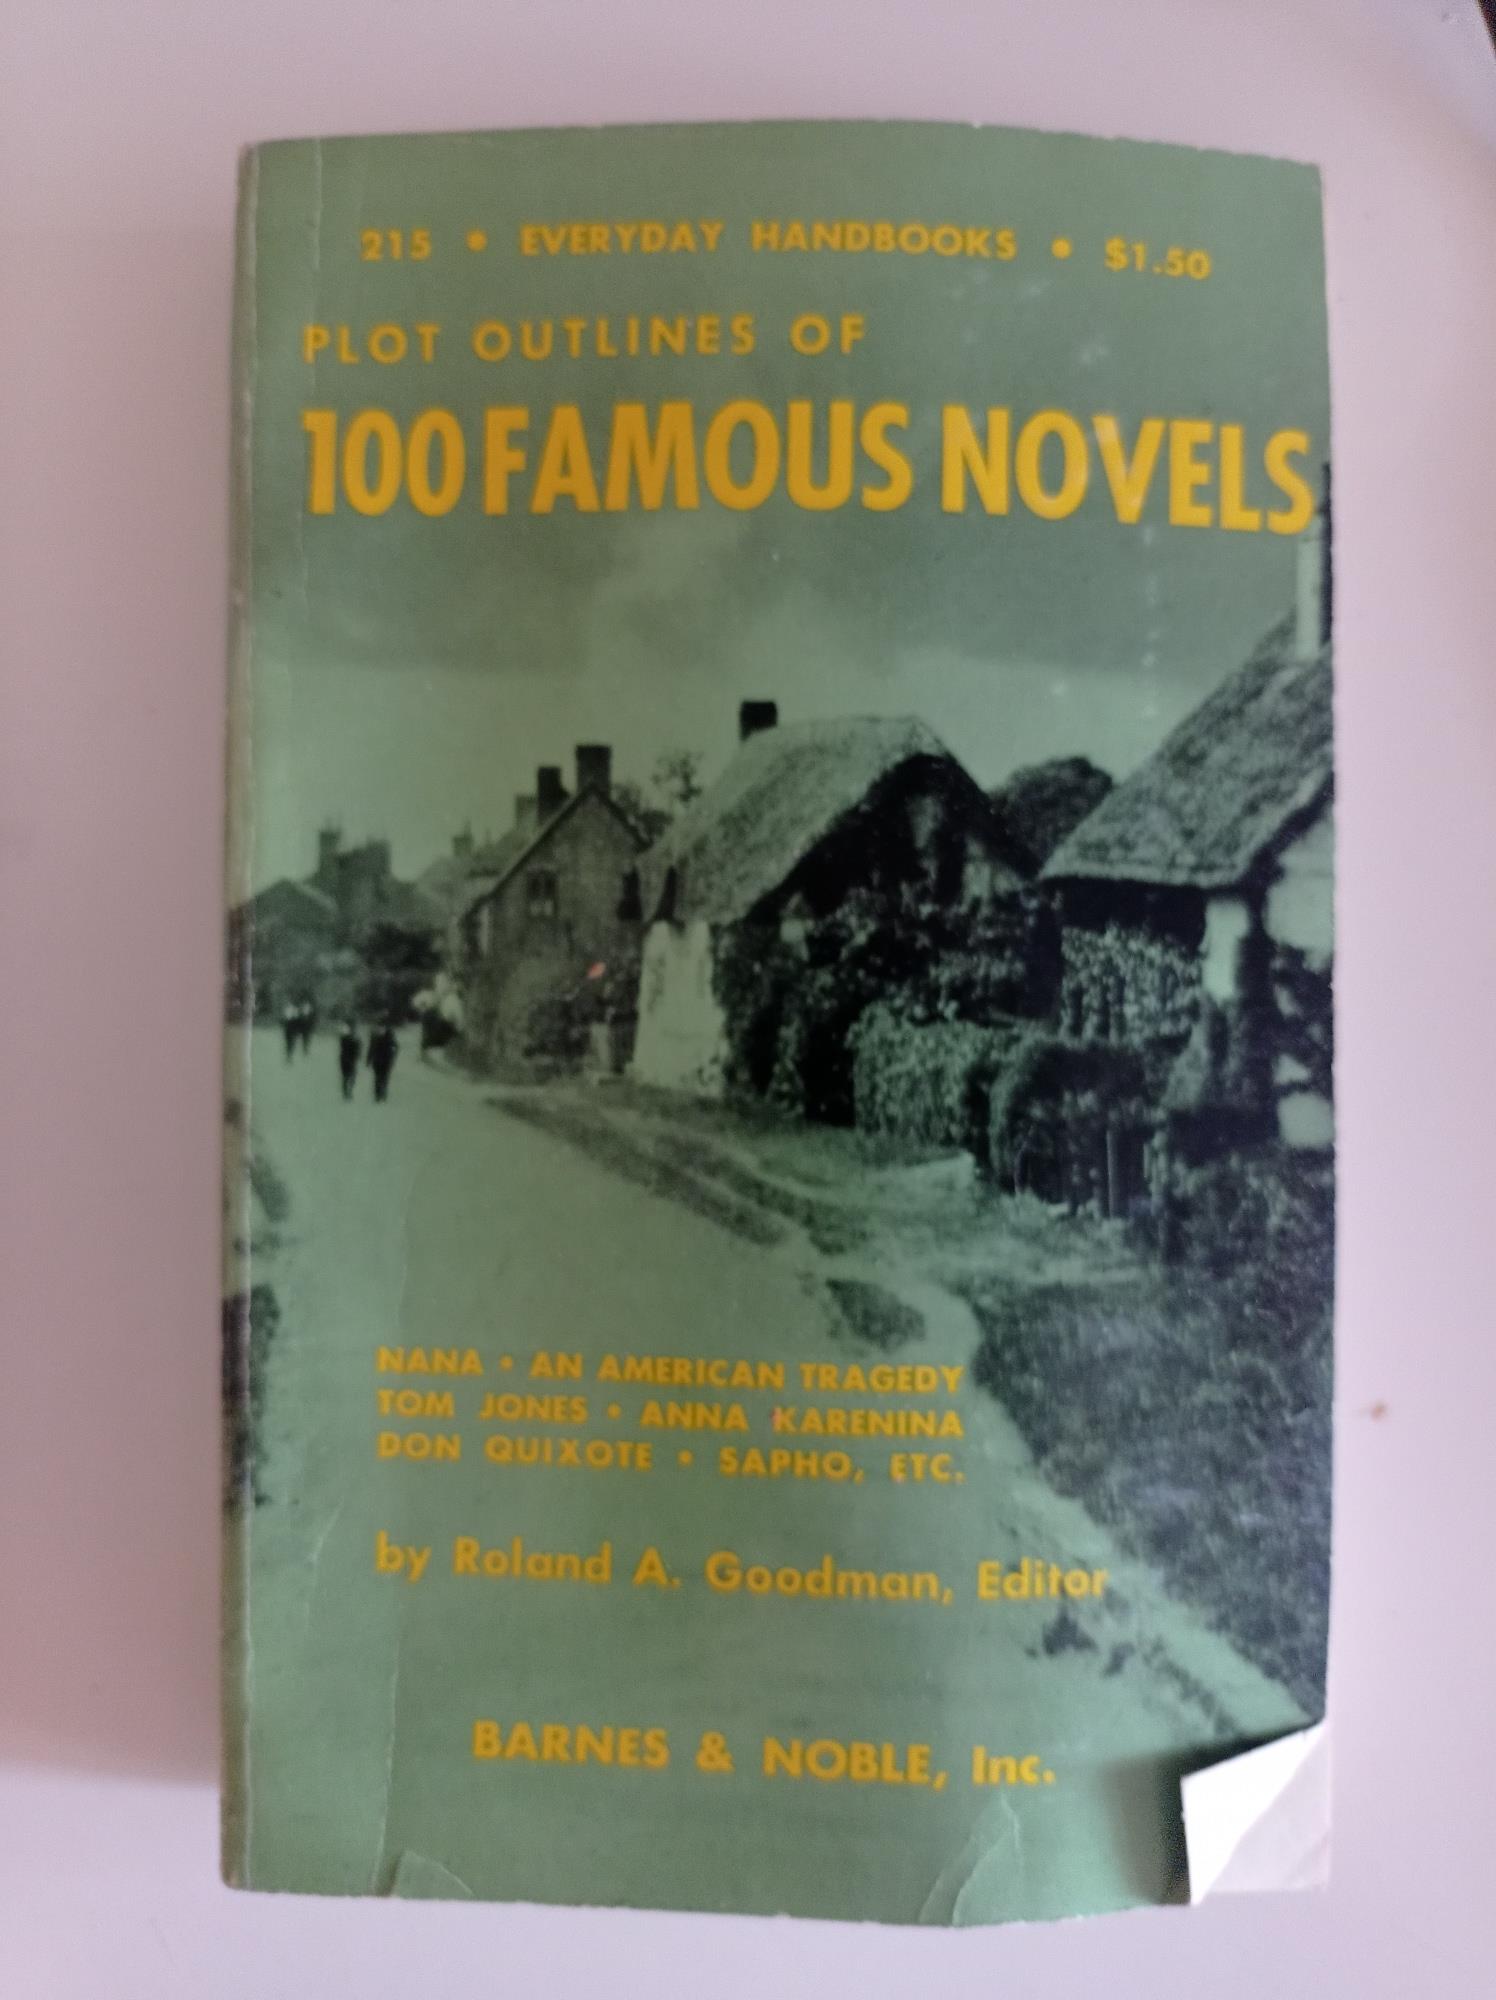 215 • EVERYDAY HANDBOOKS • $1.50
PLOT OUTLINES OF
100 FAMOUS NOVELS
NANA • AN AMERICAN TRAGEDY
TOM JONES • ANNA KARENINA
DON QUIXOTE • SAPHO, ETC.
by Roland A. Goodman, Editor
BARNES & NOBLE, Inc.